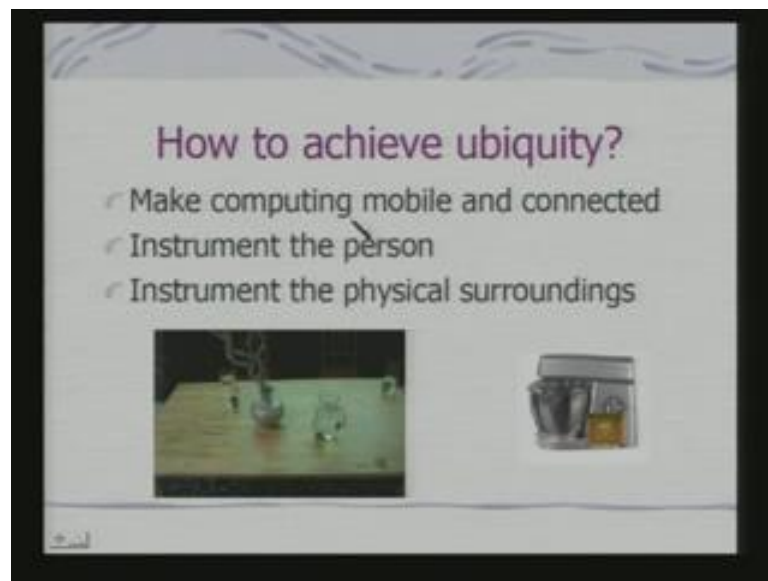 How to achieve ubiquity?
Make computing mobile and connected
Instrument the person
Instrument the physical surroundings